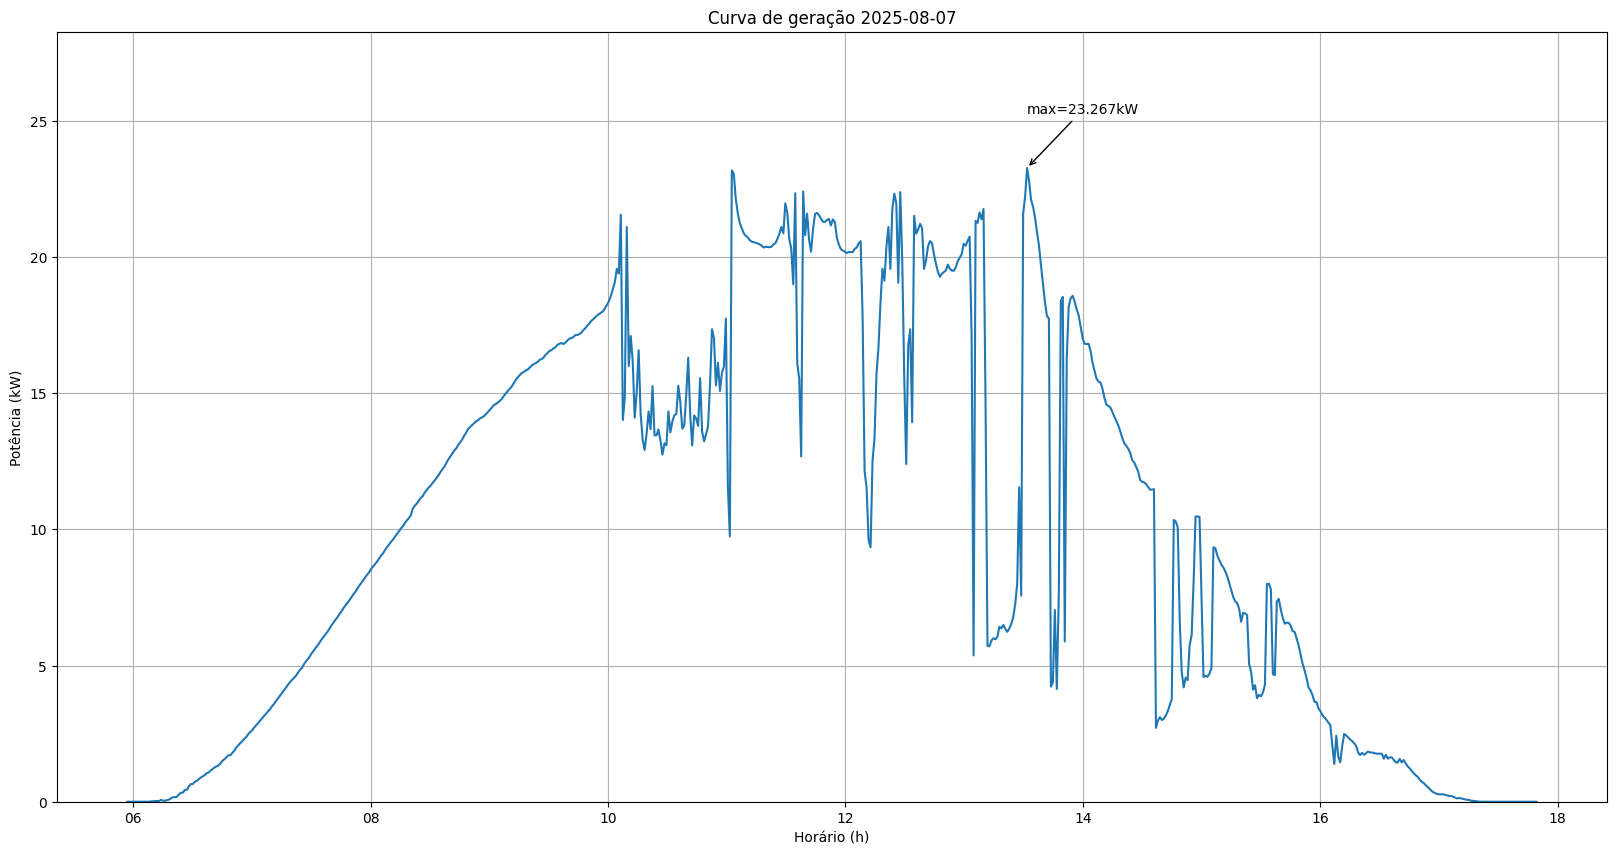 Curva de geração 2025-08-07
max=23.267kW
Potência (kW)
25
20
15
10
5
0
06 08 10 12 14 16 18
Horário (h)